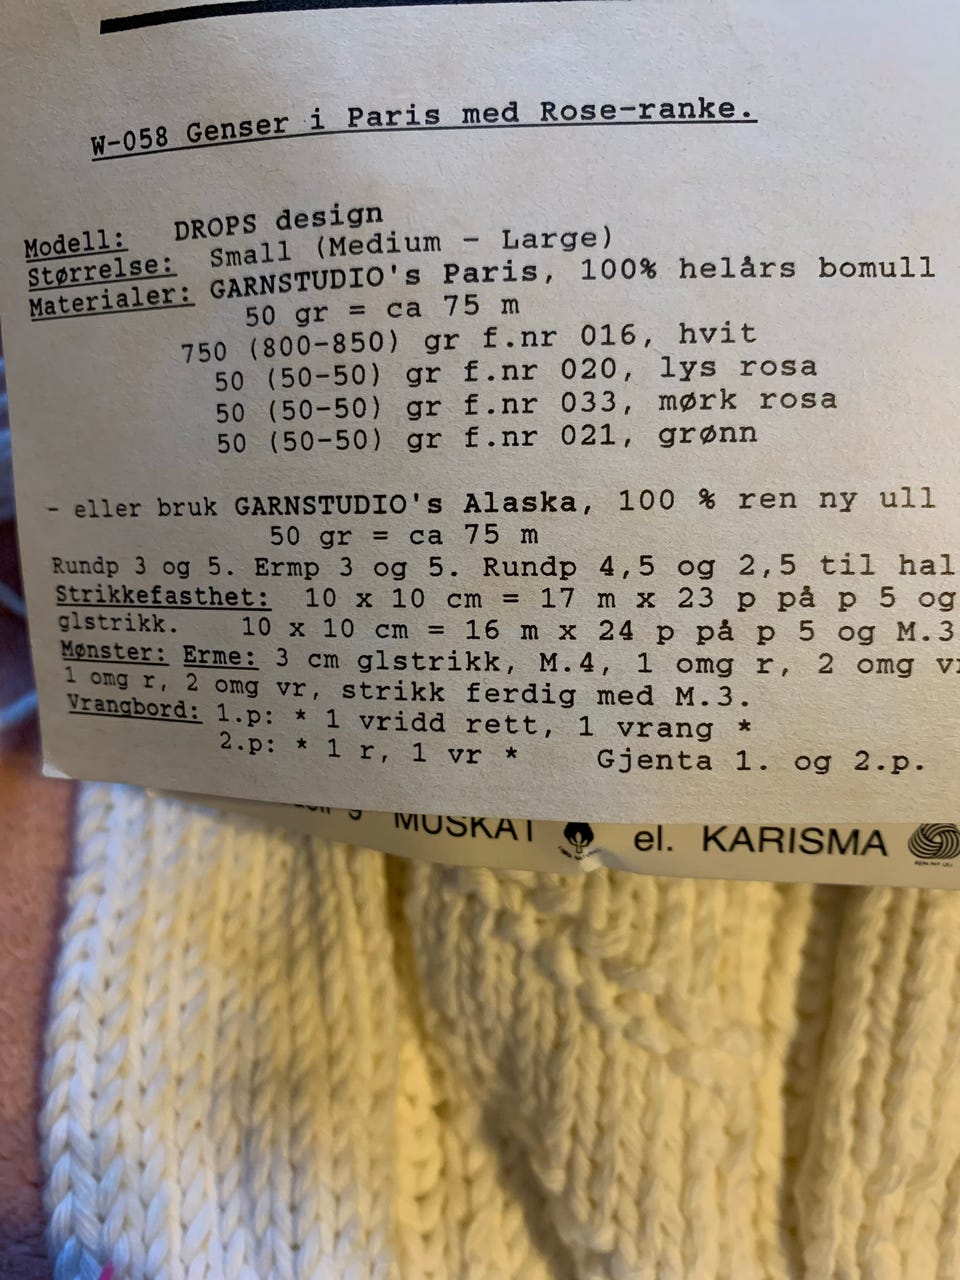 W-058 Genser i Paris med Rose-ranke.
Modell: DROPS design
Størrelse: Small (Medium - Large)
Materialer: GARNSTUDIO's Paris, 100% helårs bomull
50 gr = ca 75 m
750 (800-850) gr f.nr 016, hvit
50 (50-50) gr f.nr 020, lys rosa
50 (50-50) gr f.nr 033, mørk rosa
50 (50-50) gr f.nr 021, grønn
- eller bruk GARNSTUDIO's Alaska, 100 % ren ny ull
50 gr = ca 75 m
Rundp 3 og 5. Ermp 3 og 5. Rundp 4,5 og 2,5 til hal
Strikkefasthet: 10 x 10 cm = 17 m x 23 p på p 5 og
glstrikk. 10 x 10 cm = 16 m x 24 p på p 5 og M.3
Mønster: Erme: 3 cm glstrikk, M.4, 1 omg r, 2 omg v
1 omg r, 2 omg vr, strikk ferdig med M.3.
Vrangbord: 1.p: * 1 vridd rett, 1 vrang *
2.p: * 1 r, 1 vr * Gjenta 1. og 2.p.
MUSKAT el. KARISMA